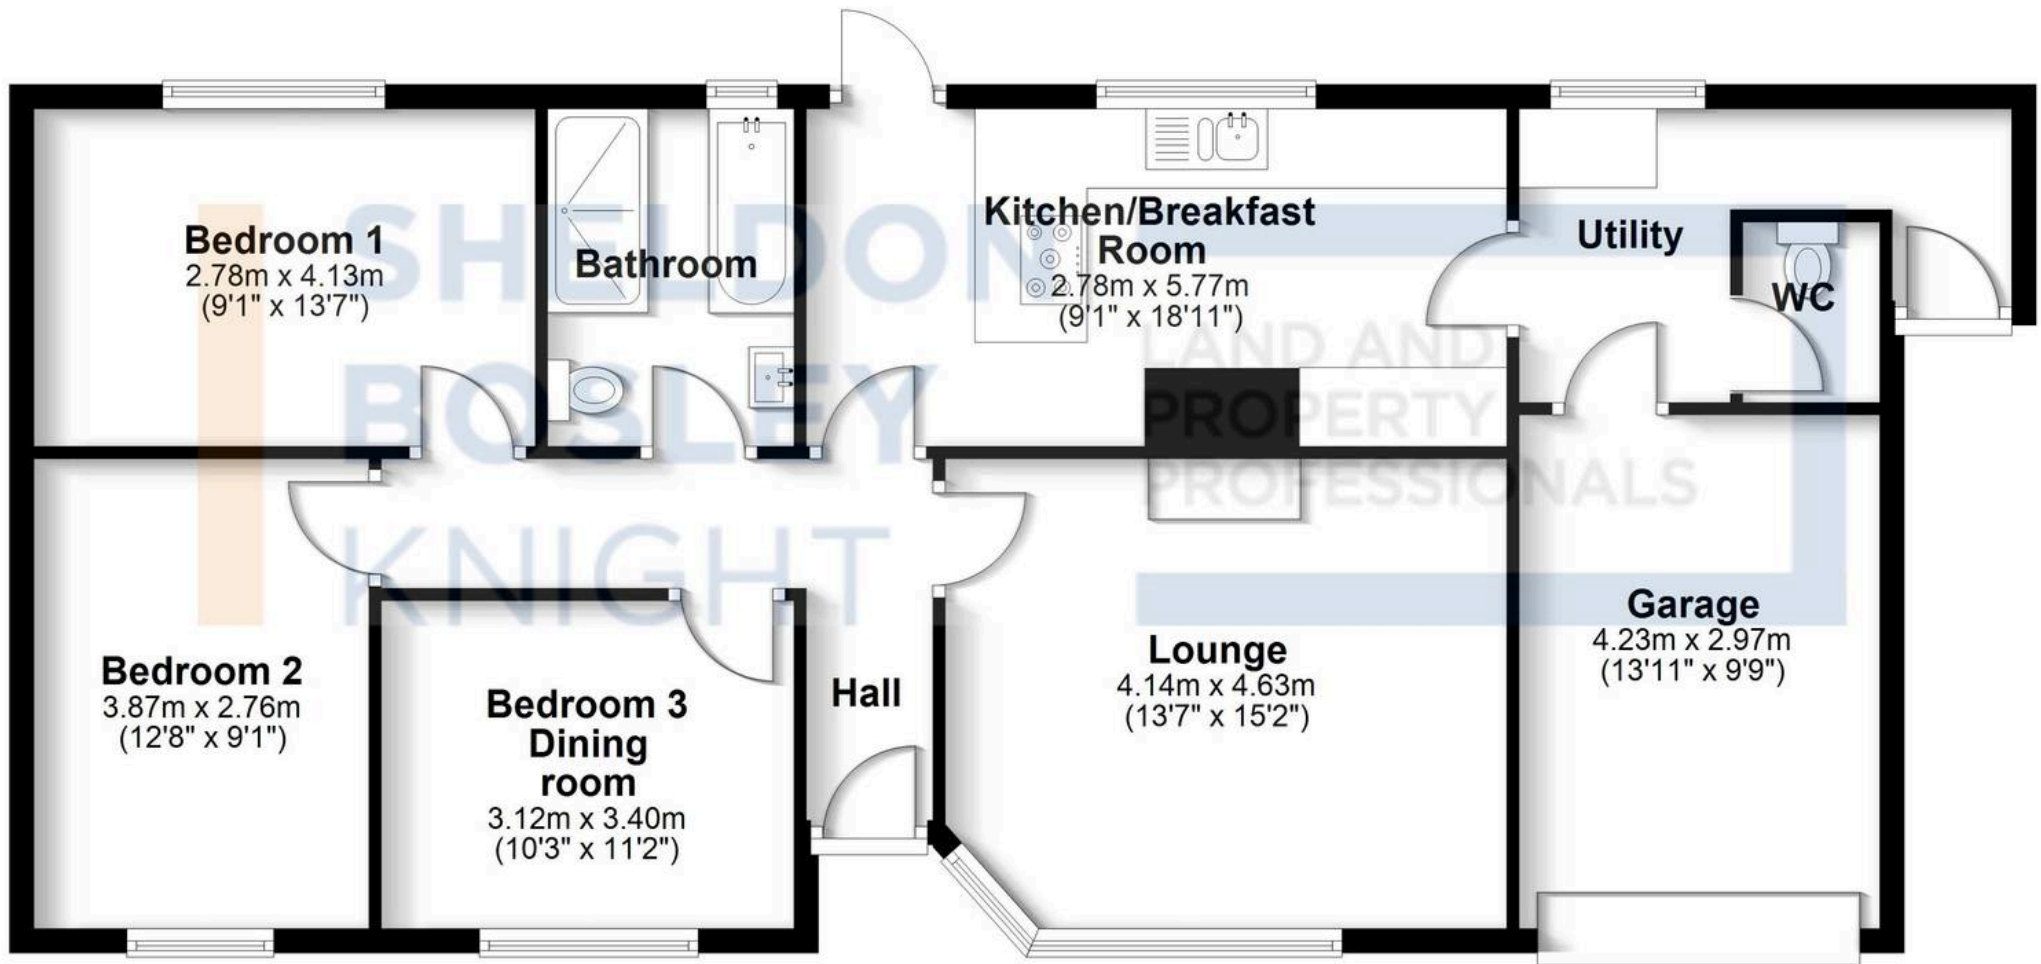 Bedroom 1
2.78m x 4.13m
(9'1" x 13'7")
Bathroom
Kitchen/Breakfast
Room
2.78m x 5.77m
(9'1" x 18'11")
Utility
WC
Bedroom 2
3.87m x 2.76m
(12'8" x 9'1")
Bedroom 3
Dining
room
3.12m x 3.40m
(10'3" x 11'2")
Hall
Lounge
4.14m x 4.63m
(13'7" x 15'2")
Garage
4.23m x 2.97m
(13'11" x 9'9")
SHELDON
BOSLEY
KNIGHT
LAND AND
PROPERTY
PROFESSIONALS